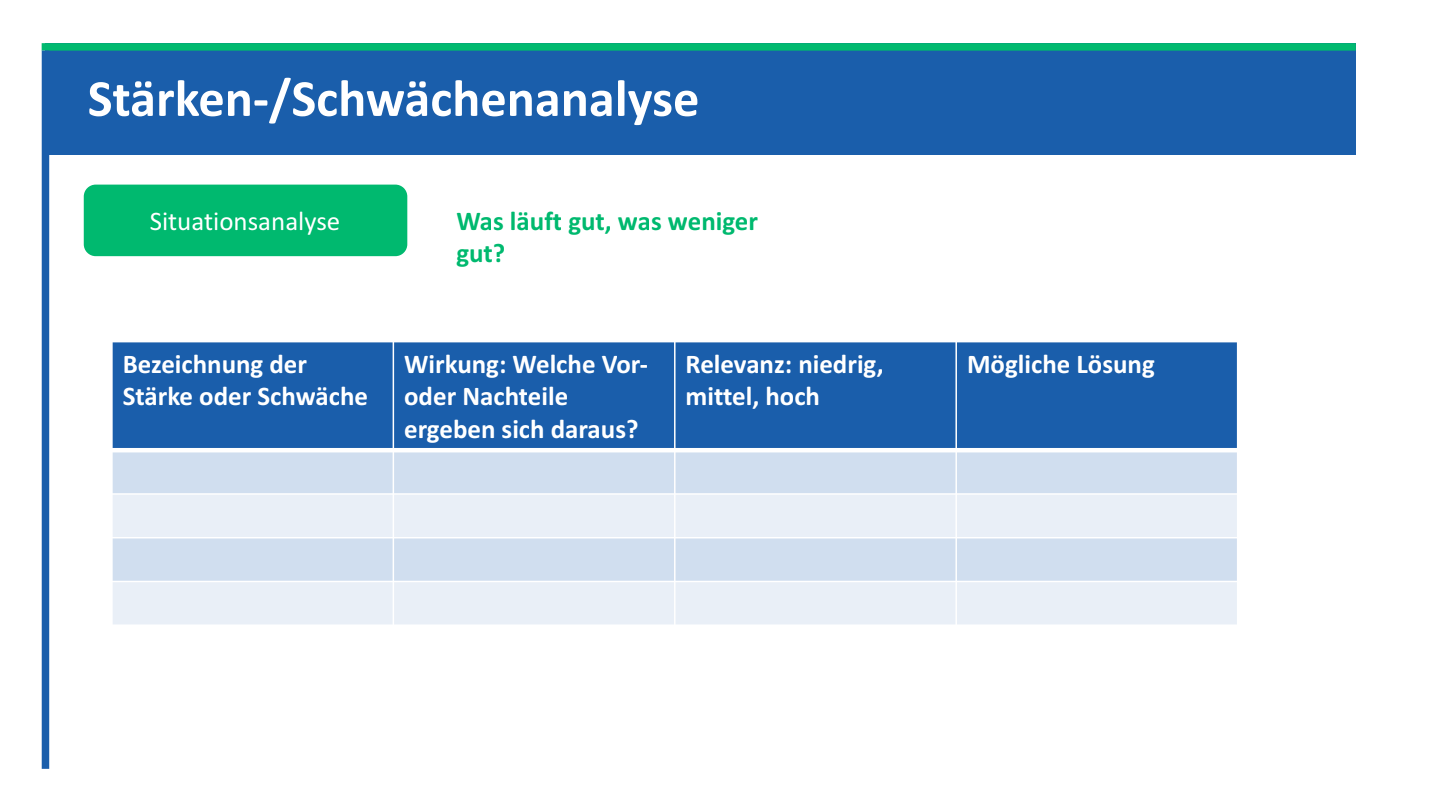 Stärken-/Schwächenanalyse
Situationsanalyse
Was läuft gut, was weniger
gut?
Bezeichnung der
Stärke oder Schwäche
Wirkung: Welche Vor-
oder Nachteile
ergeben sich daraus?
Relevanz: niedrig,
mittel, hoch
Mögliche Lösung